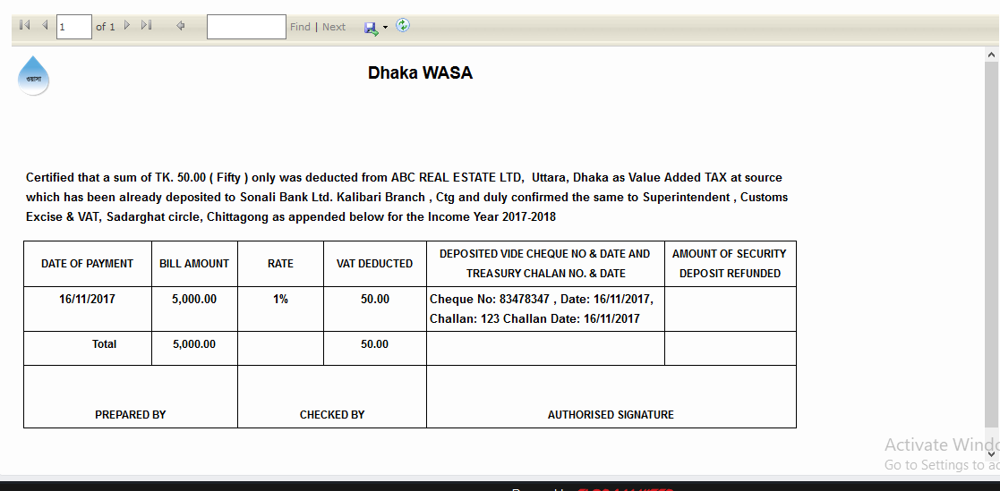 1 of 1 Find | Next
ওয়াসা
Dhaka WASA
Certified that a sum of TK. 50.00 ( Fifty ) only was deducted from ABC REAL ESTATE LTD, Uttara, Dhaka as Value Added TAX at source
which has been already deposited to Sonali Bank Ltd. Kalibari Branch , Ctg and duly confirmed the same to Superintendent , Customs
Excise & VAT, Sadarghat circle, Chittagong as appended below for the Income Year 2017-2018
DATE OF PAYMENT BILL AMOUNT RATE VAT DEDUCTED DEPOSITED VIDE CHEQUE NO & DATE AND TREASURY CHALAN NO. & DATE AMOUNT OF SECURITY DEPOSIT REFUNDED
16/11/2017 5,000.00 1% 50.00 Cheque No: 83478347 , Date: 16/11/2017,
Challan: 123 Challan Date: 16/11/2017
Total 5,000.00 50.00
PREPARED BY CHECKED BY AUTHORISED SIGNATURE
Activate Windo
Go to Settings to ac